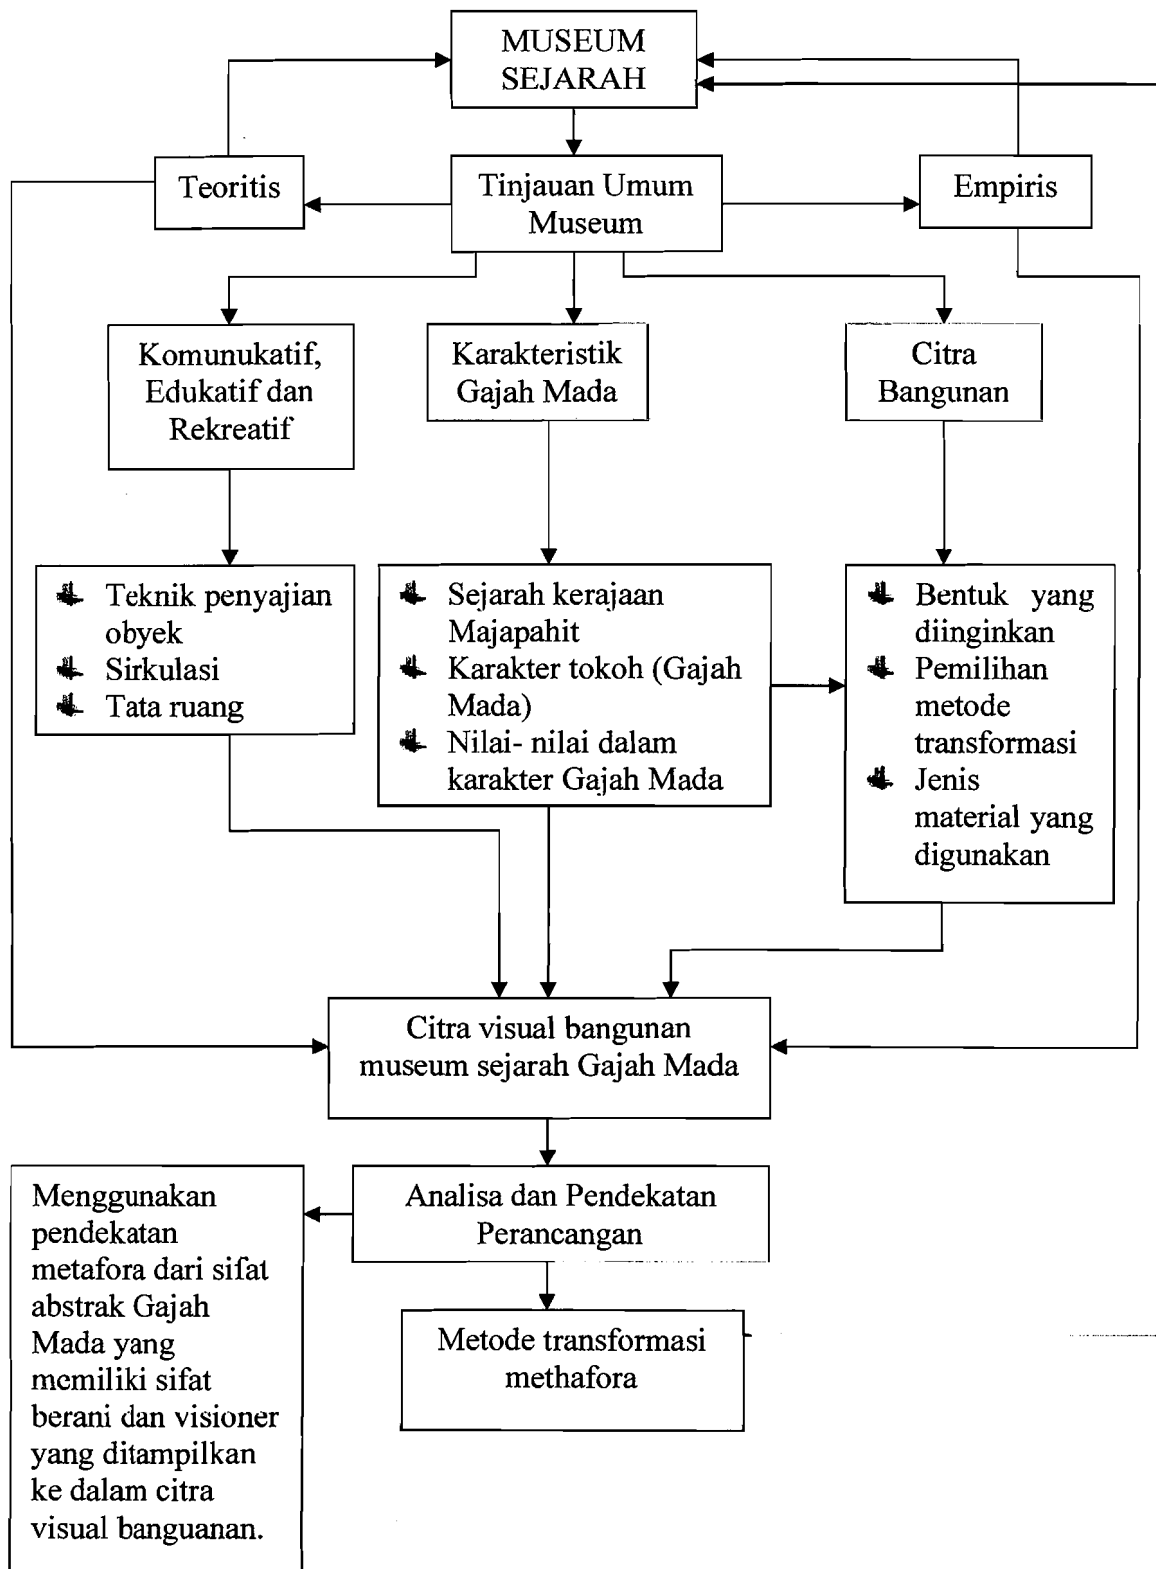 MUSEUM
SEJARAH
Teoritis
Tinjauan Umum
Museum
Empiris
Komunukatif,
Edukatif dan
Rekreatif
Karakteristik
Gajah Mada
Citra
Bangunan
Teknik penyajian
obyek
Sirkulasi
Tata ruang
Sejarah kerajaan
Majapahit
Karakter tokoh (Gajah
Mada)
Nilai- nilai dalam
karakter Gajah Mada
Bentuk yang
diinginkan
Pemilihan
metode
transformasi
Jenis
material yang
digunakan
Citra visual bangunan
museum sejarah Gajah Mada
Analisa dan Pendekatan
Perancangan
Menggunakan
pendekatan
metafora dari sifat
abstrak Gajah
Mada yang
memiliki sifat
berani dan visioner
yang ditampilkan
ke dalam citra
visual banguanan.
Metode transformasi
methafora